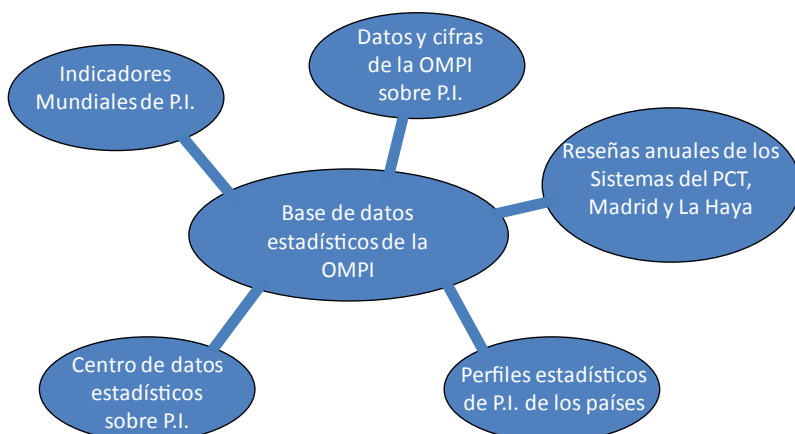 Indicadores
Mundiales de P.I.
Datos y cifras
de la OMPI
sobre P.I.
Reseñas anuales de los
Sistemas del PCT,
Madrid y La Haya
Base de datos
estadísticos de la
OMPI
Centro de datos
estadísticos
sobre P.I.
Perfiles estadísticos
de P.I. de los países